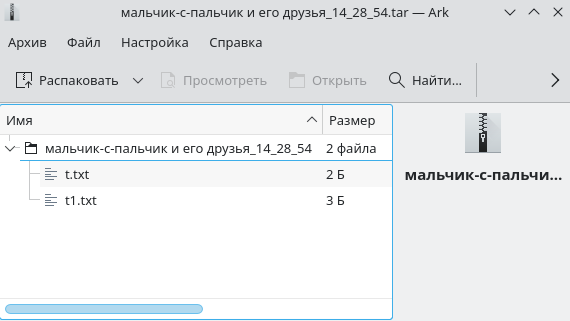 мальчик-с-пальчик и его друзья_14_28_54.tar — Ark
Архив Файл Настройка Справка
Распаковать Просмотреть Открыть Найти...
Имя Размер
мальчик-с-пальчик и его друзья_14_28_54 2 файла
t.txt 2 Б
t1.txt 3 Б
мальчик-с-пальчи...